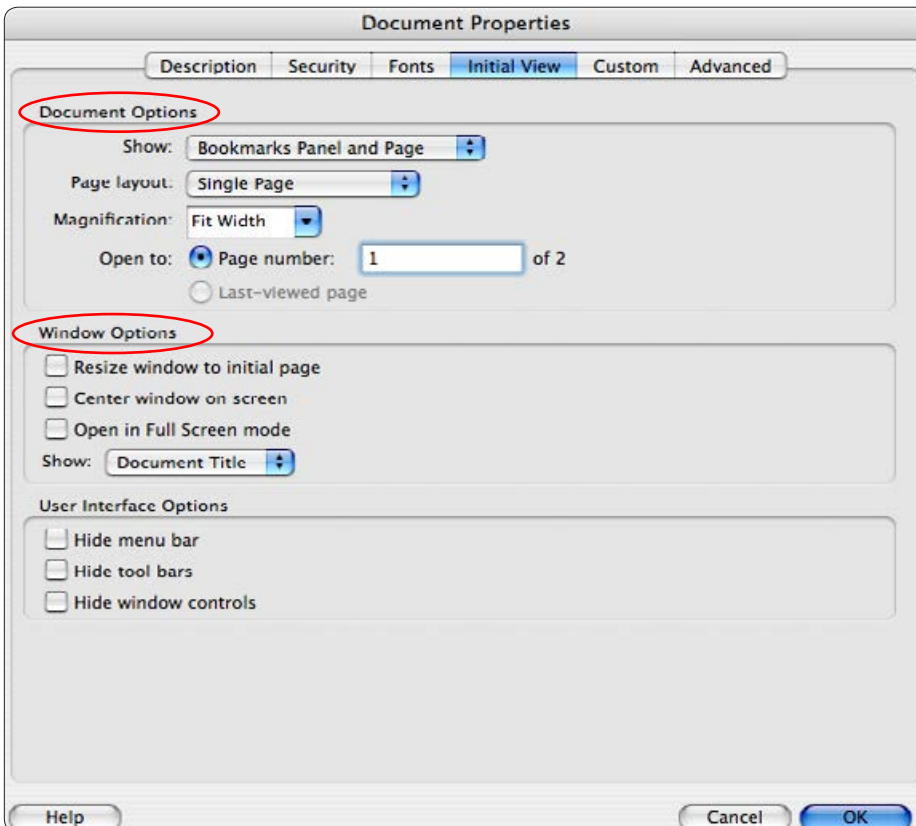 Document Properties
Description Security Fonts Initial View Custom Advanced
Document Options
Show: Bookmarks Panel and Page
Page layout: Single Page
Magnification: Fit Width
Open to: Page number: 1 of 2
Last-viewed page
Window Options
Resize window to initial page
Center window on screen
Open in Full Screen mode
Show: Document Title
User Interface Options
Hide menu bar
Hide tool bars
Hide window controls
Help Cancel OK